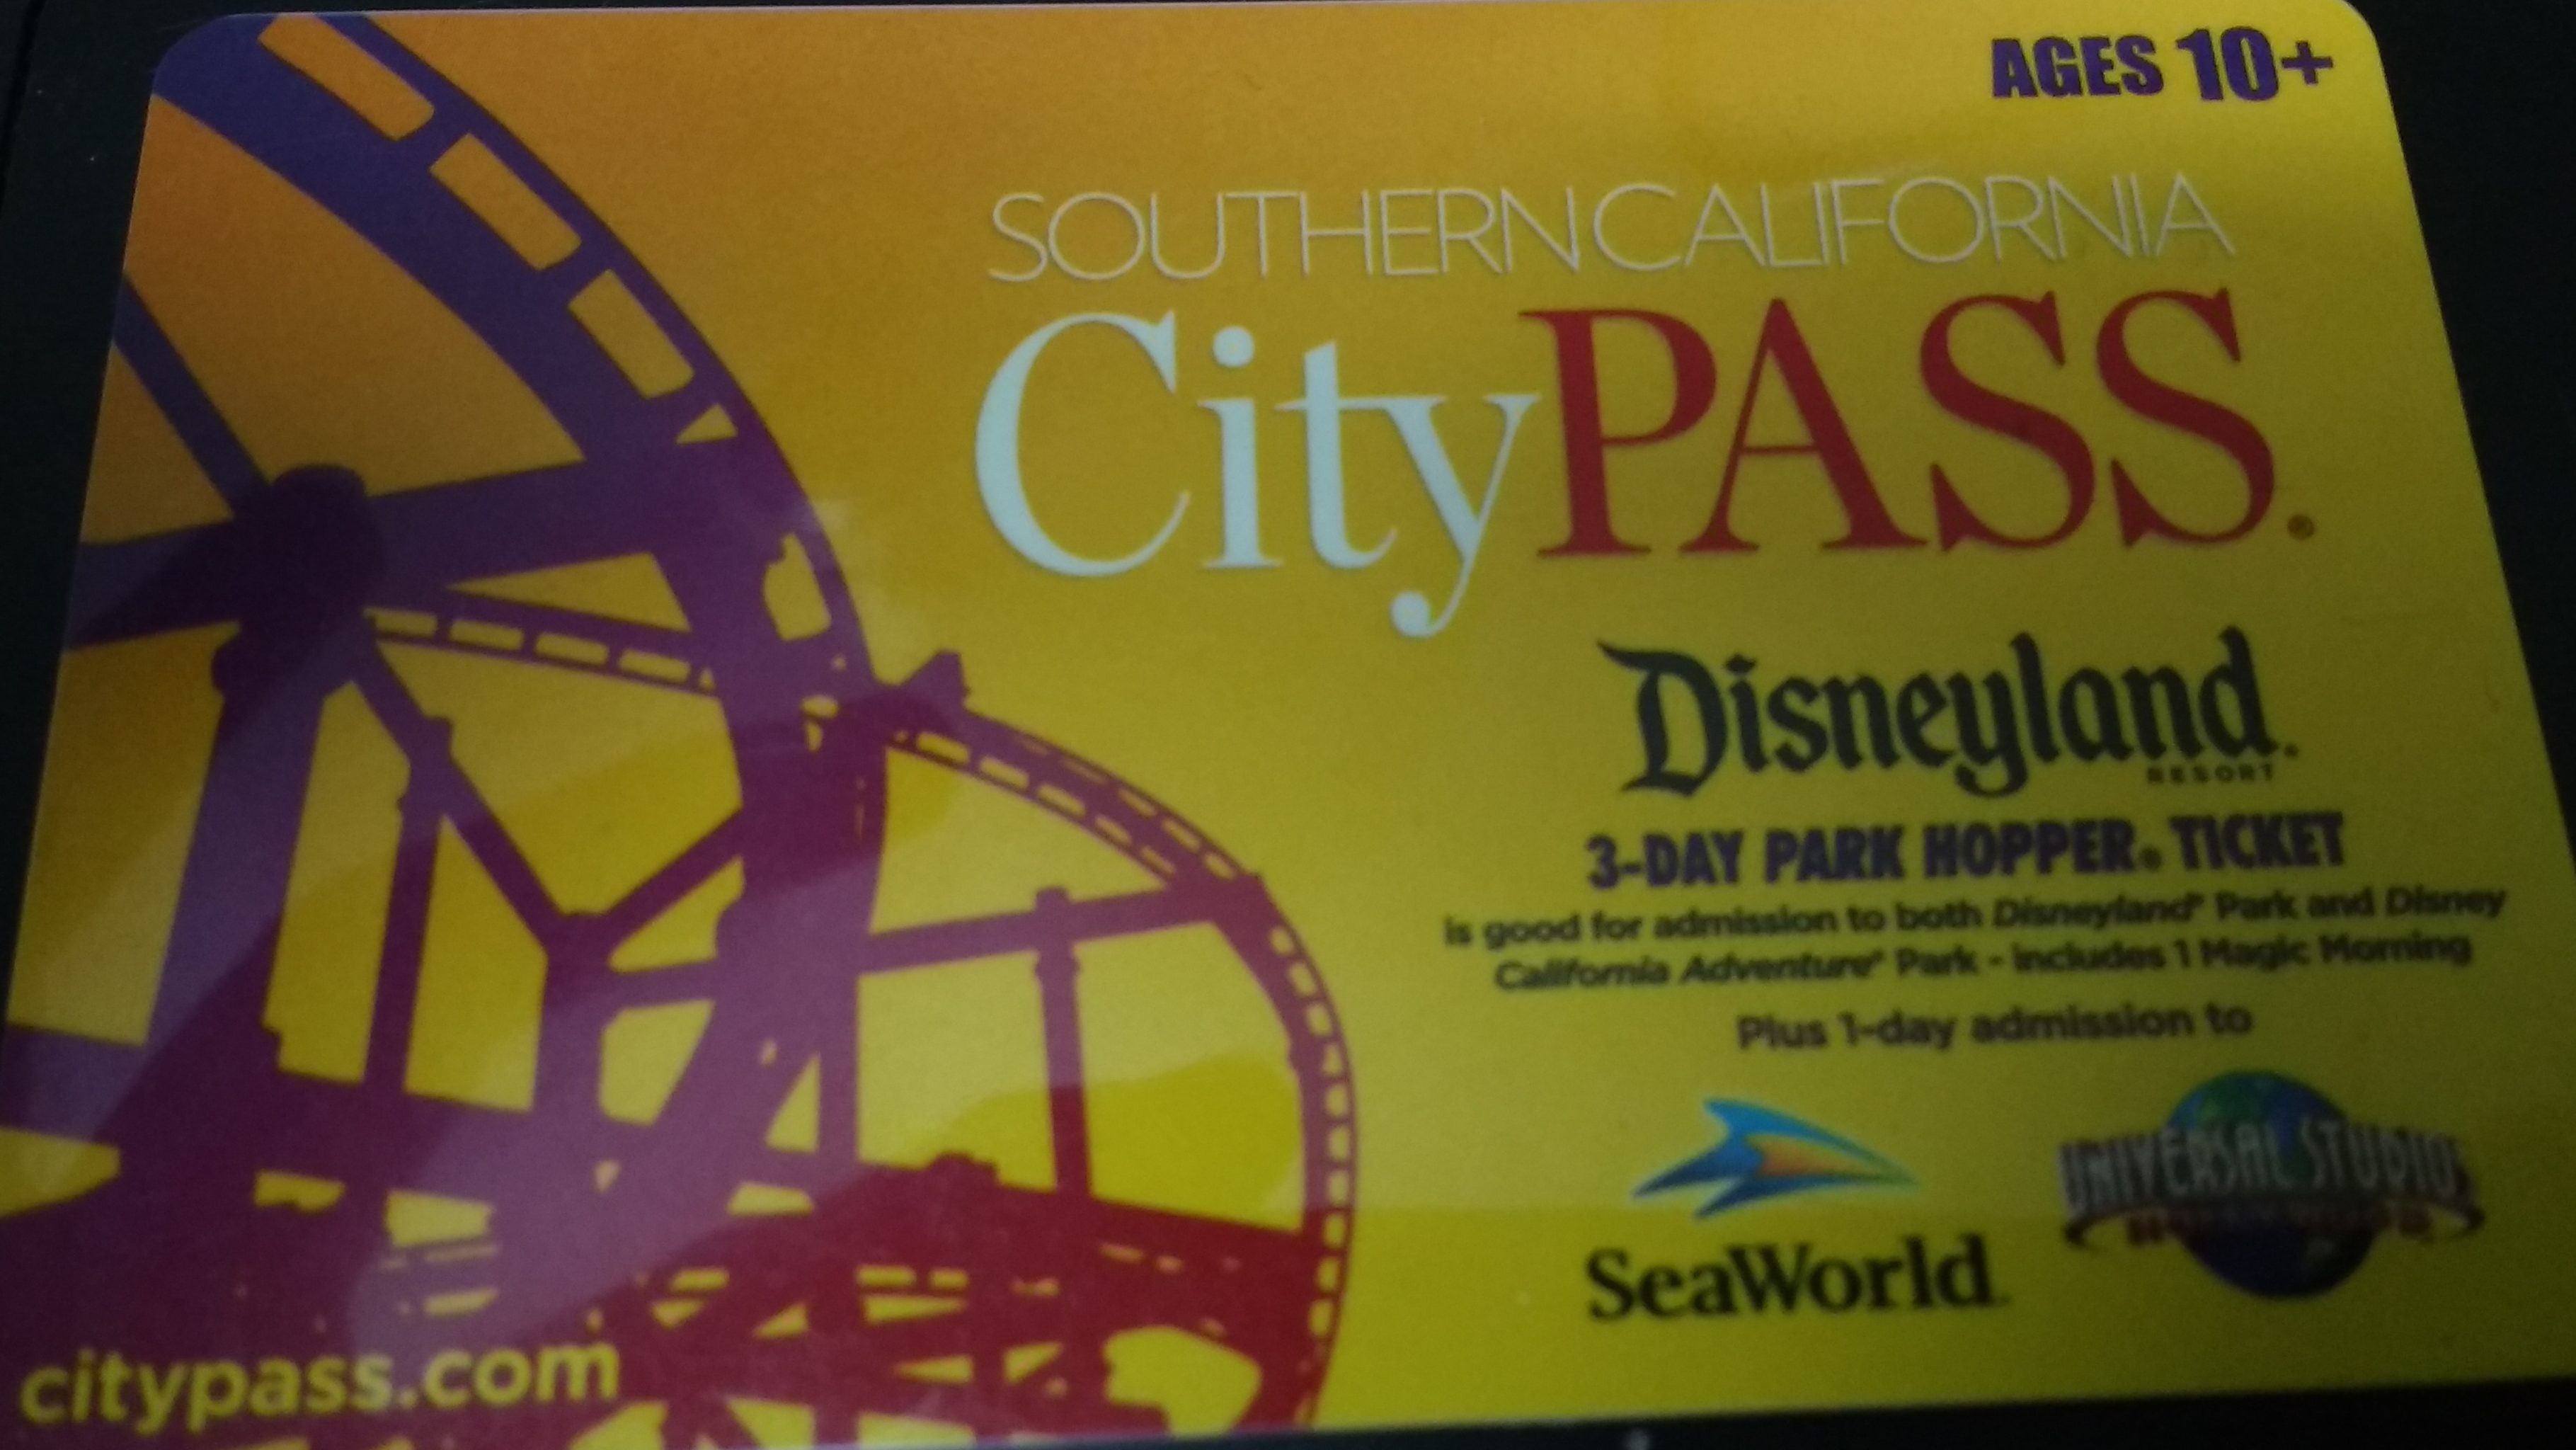 AGES 10+
SOUTHERN CALIFORNIA
CityPASS®
Disneyland®
RESORT
3-DAY PARK HOPPER® TICKET
is good for admission to both Disneyland® Park and Disney
California Adventure® Park - includes 1 Magic Morning
Plus 1-day admission to
SeaWorld
UNIVERSAL STUDIOS
HOLLYWOOD
citypass.com